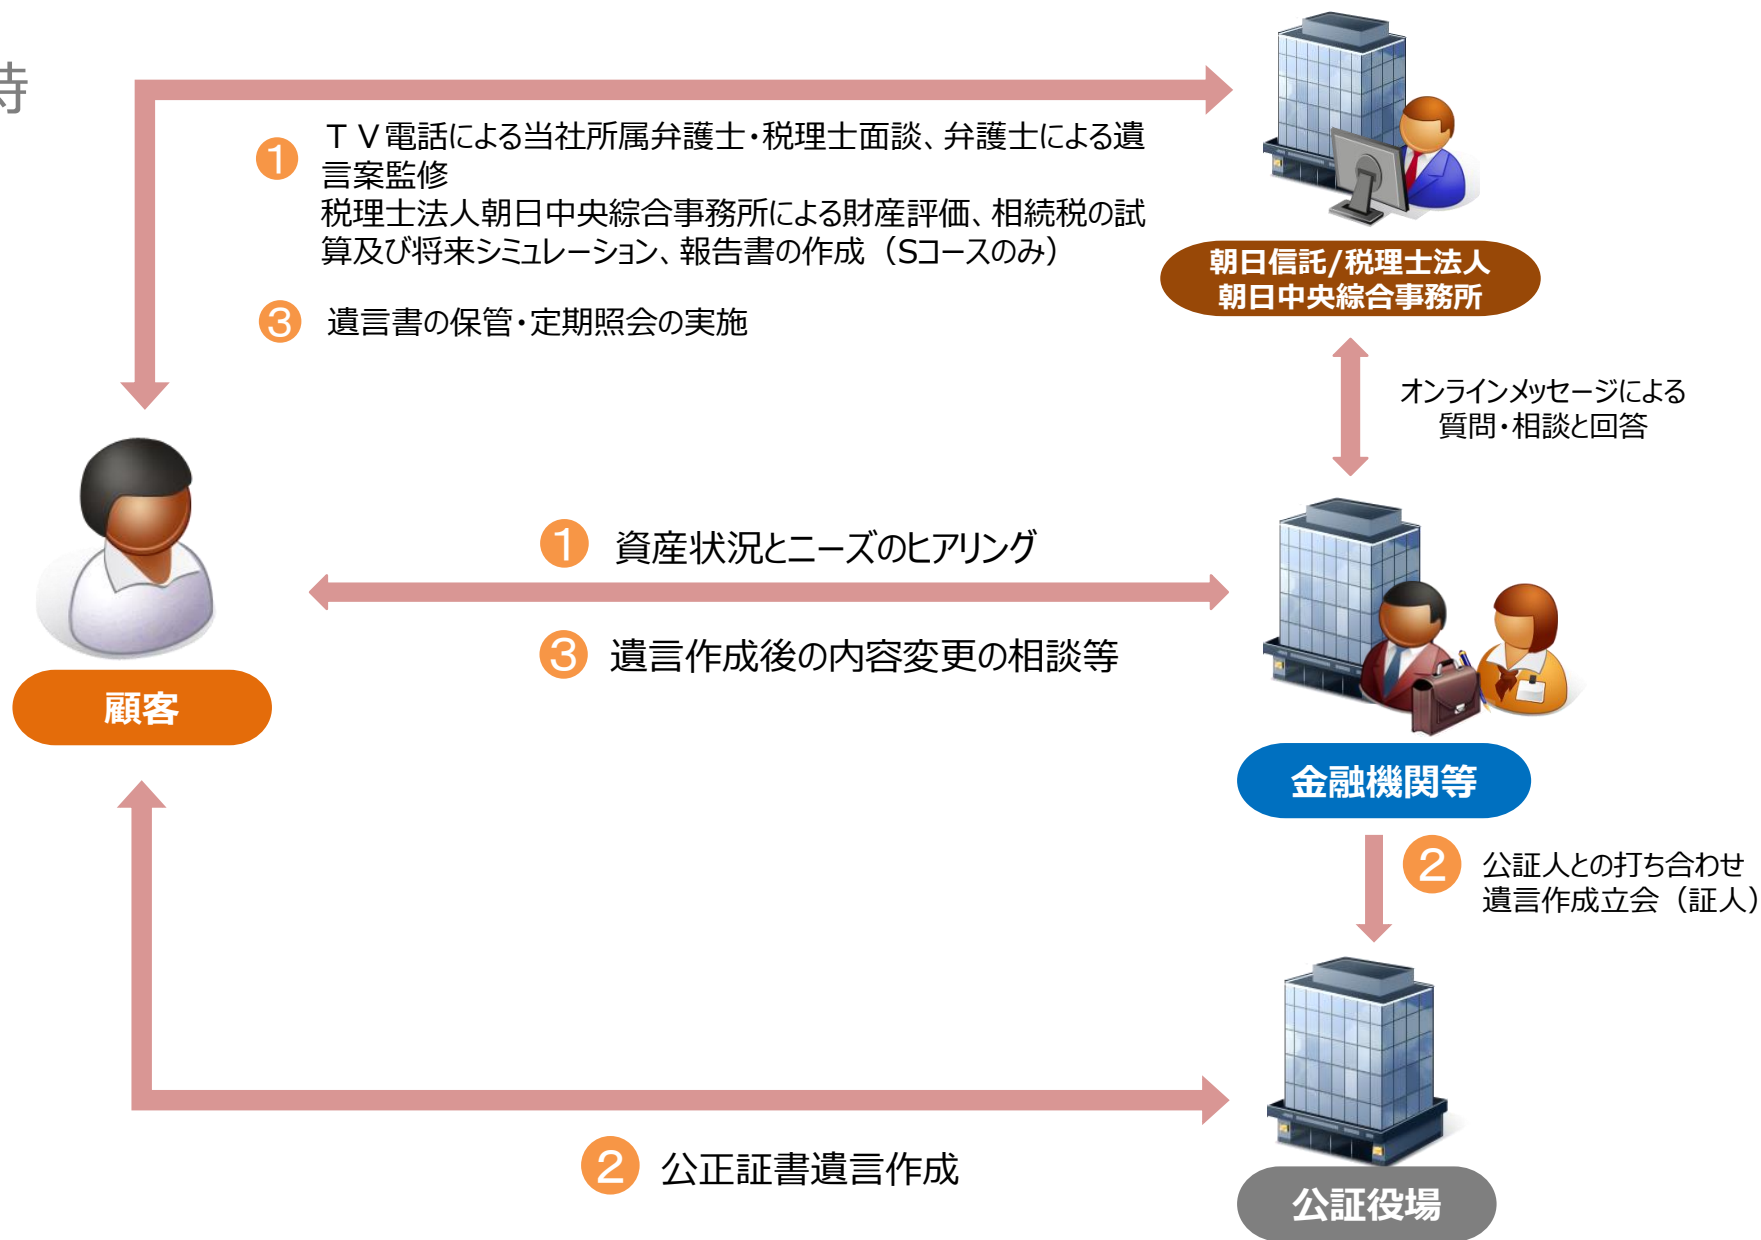 時
❶
ＴＶ電話による当社所属弁護士・税理士面談、弁護士による遺
言案監修
税理士法人朝日中央綜合事務所による財産評価、相続税の試
算及び将来シミュレーション、報告書の作成（Sコースのみ）
❸ 遺言書の保管・定期照会の実施
朝日信託/税理士法人
朝日中央綜合事務所
オンラインメッセージによる
質問・相談と回答
❶ 資産状況とニーズのヒアリング
❸ 遺言作成後の内容変更の相談等
顧客
金融機関等
❷ 公証人との打ち合わせ
遺言作成立会（証人）
❷ 公正証書遺言作成
公証役場